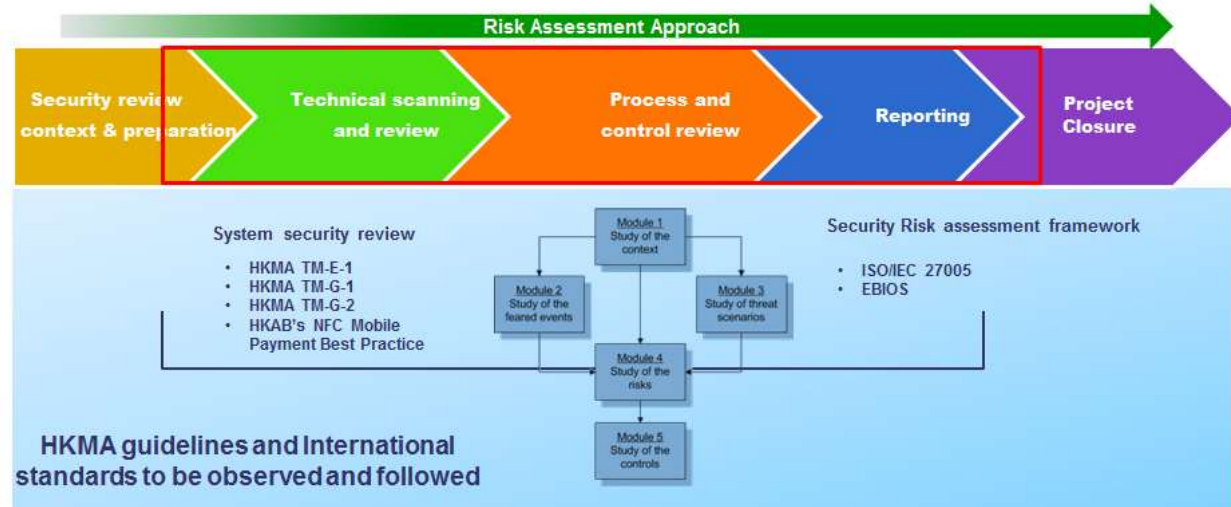 Risk Assessment Approach
Security review
context & preparation
Technical scanning
and review
Process and
control review
Reporting
Project
Closure
System security review
• HKMA TM-E-1
• HKMA TM-G-1
• HKMA TM-G-2
• HKAB's NFC Mobile
Payment Best Practice
Module 1
Study of the
context
Module 2
Study of the
feared events
Module 3
Study of threat
scenarios
Module 4
Study of the
risks
Module 5
Study of the
controls
Security Risk assessment framework
• ISO/IEC 27005
• EBIOS
HKMA guidelines and International
standards to be observed and followed